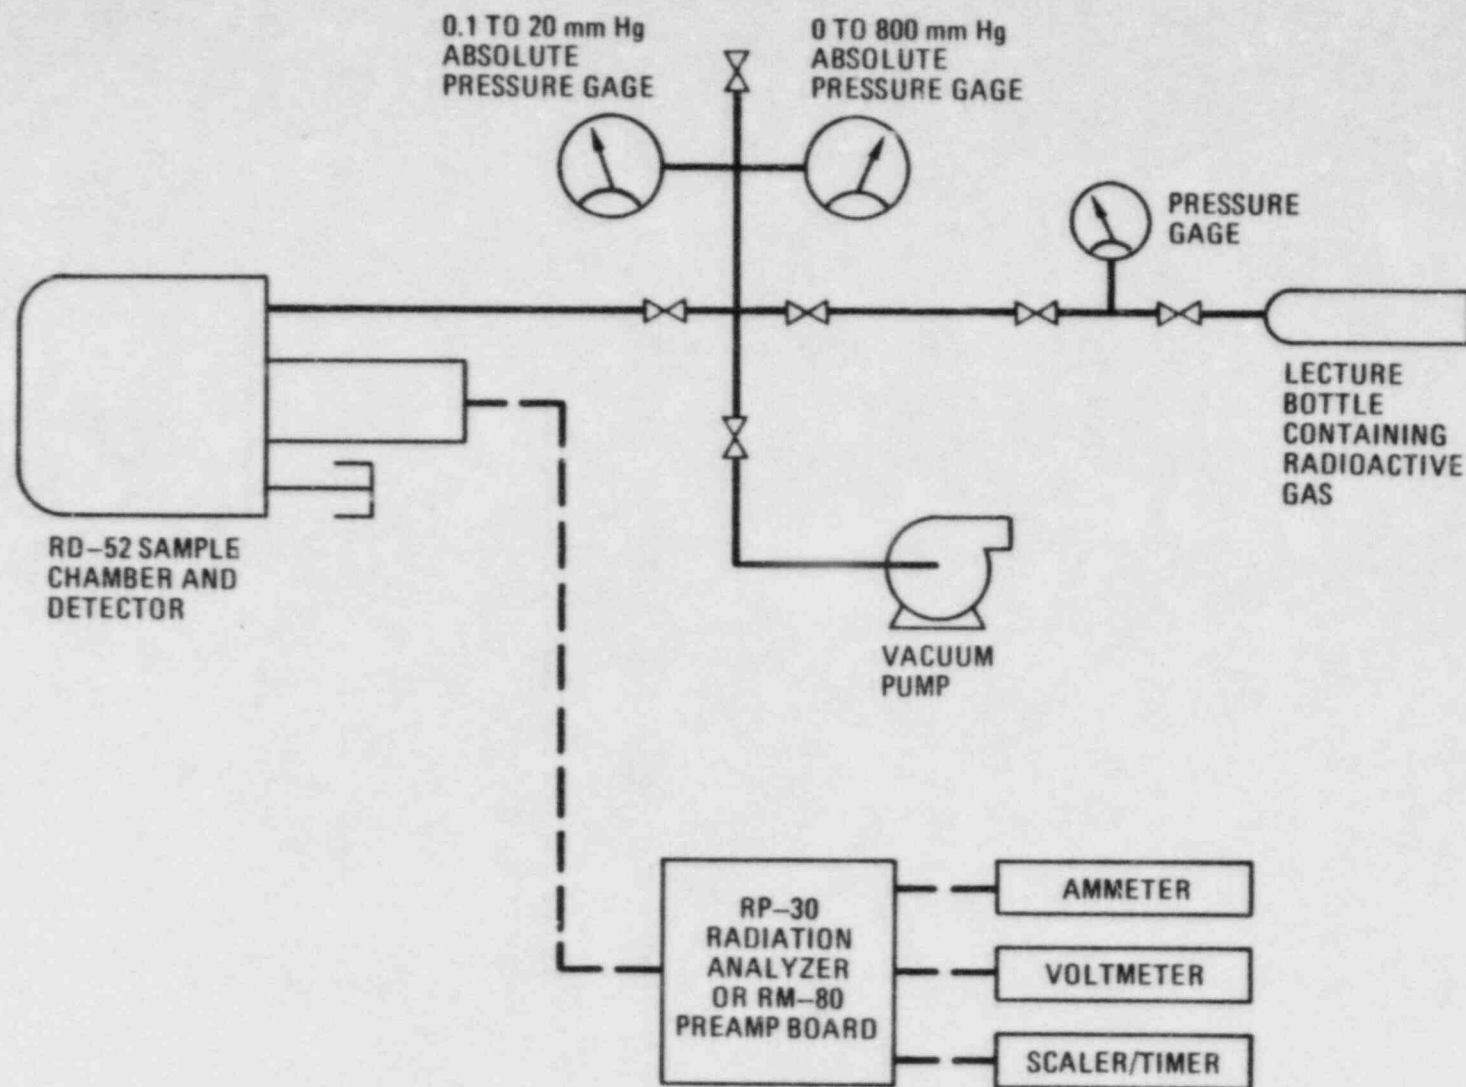 0.1 TO 20 mm Hg
ABSOLUTE
PRESSURE GAGE
0 TO 800 mm Hg
ABSOLUTE
PRESSURE GAGE
PRESSURE
GAGE
LECTURE
BOTTLE
CONTAINING
RADIOACTIVE
GAS
RD-52 SAMPLE
CHAMBER AND
DETECTOR
VACUUM
PUMP
RP-30
RADIATION
ANALYZER
OR RM-80
PREAMP BOARD
AMMETER
VOLTMETER
SCALER/TIMER